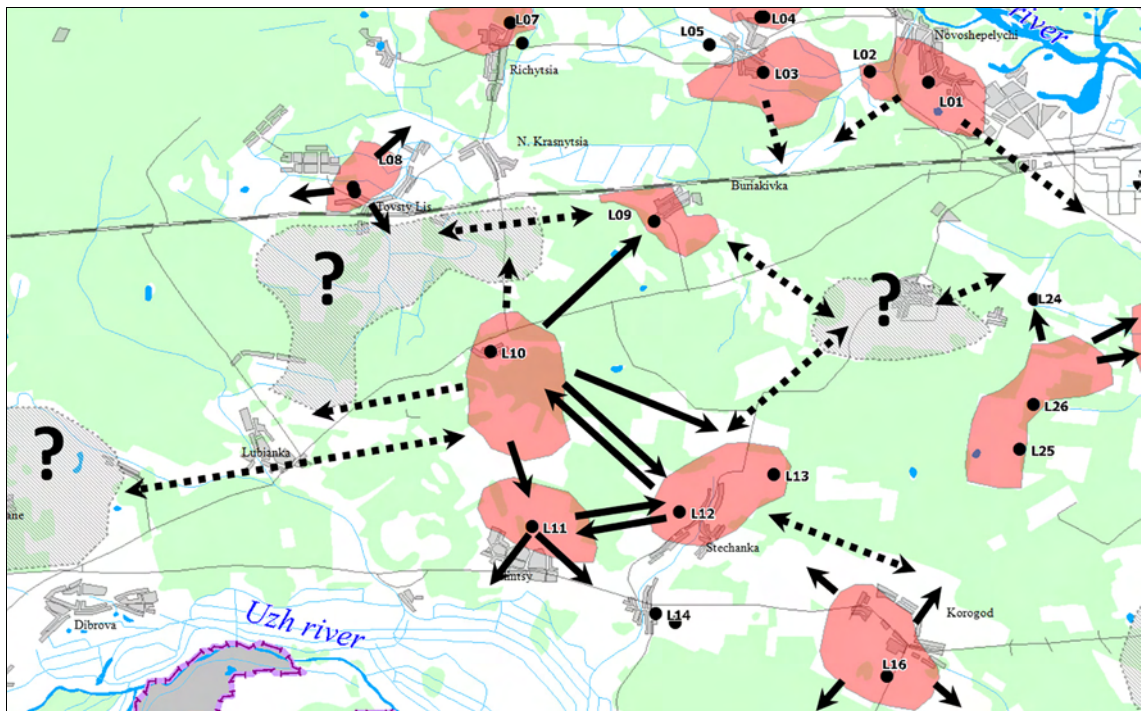 L07
L04
river
Novoshepelychi
L05
L02
L03
L01
Richytsia
N. Krasnytsia
L08
Buriakivka
Tovsty Lis
L09
?
?
L24
L10
L26
?
Lubianka
L25
L13
L12
L11
Stechanka
Dibrova
Uzh river
L14
Korogod
L16